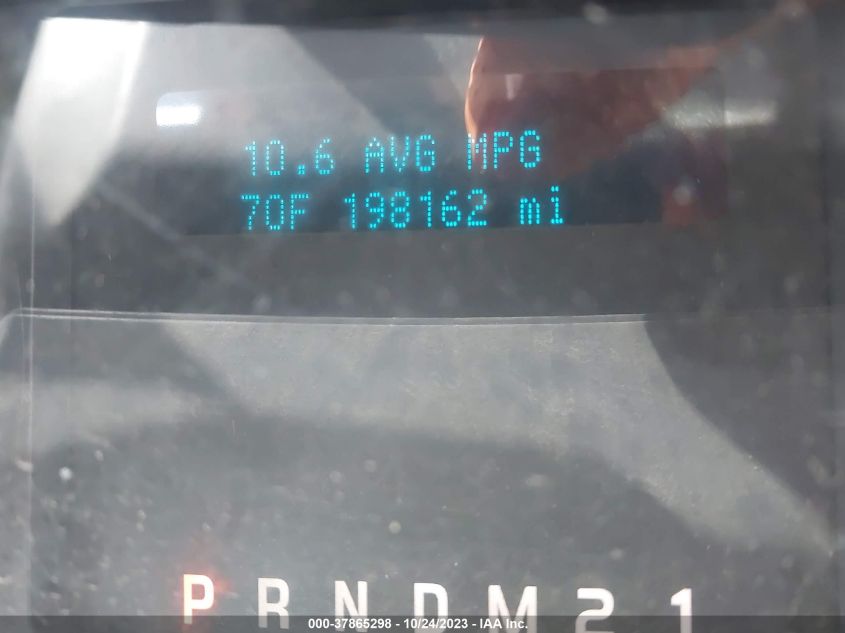 10.6 AVG MPG
70F 198162 mi
P R N D M 2 1
000-37865298 - 10/24/2023 - IAA Inc.